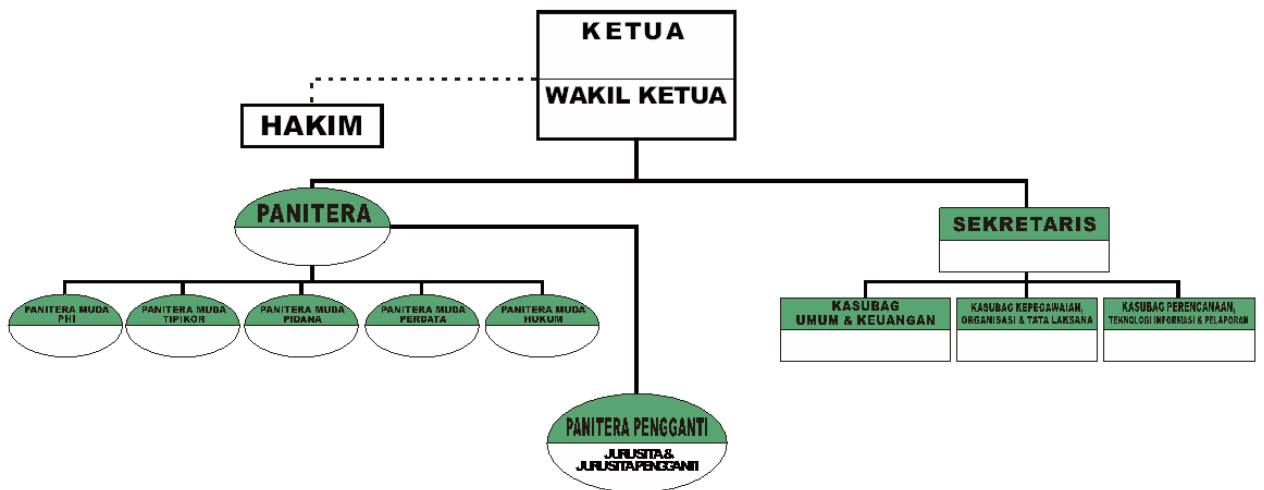 KETUA
WAKIL KETUA
HAKIM
PANITERA
SEKRETARIS
PANITERA MUDA
PHI
PANITERA MUDA
TIPIKOR
PANITERA MUDA
PIDANA
PANITERA MUDA
PERDATA
PANITERA MUDA
HUKUM
KASUBAG
UMUM & KEUANGAN
KASUBAG KEPEGAWAIAN,
ORGANISASI & TATA LAKSANA
KASUBAG PERENCANAAN,
TEKNOLOGI INFORMASI & PELAPORAN
PANITERA PENGGANTI
JURUSITA &
JURUSITA PENGGANTI